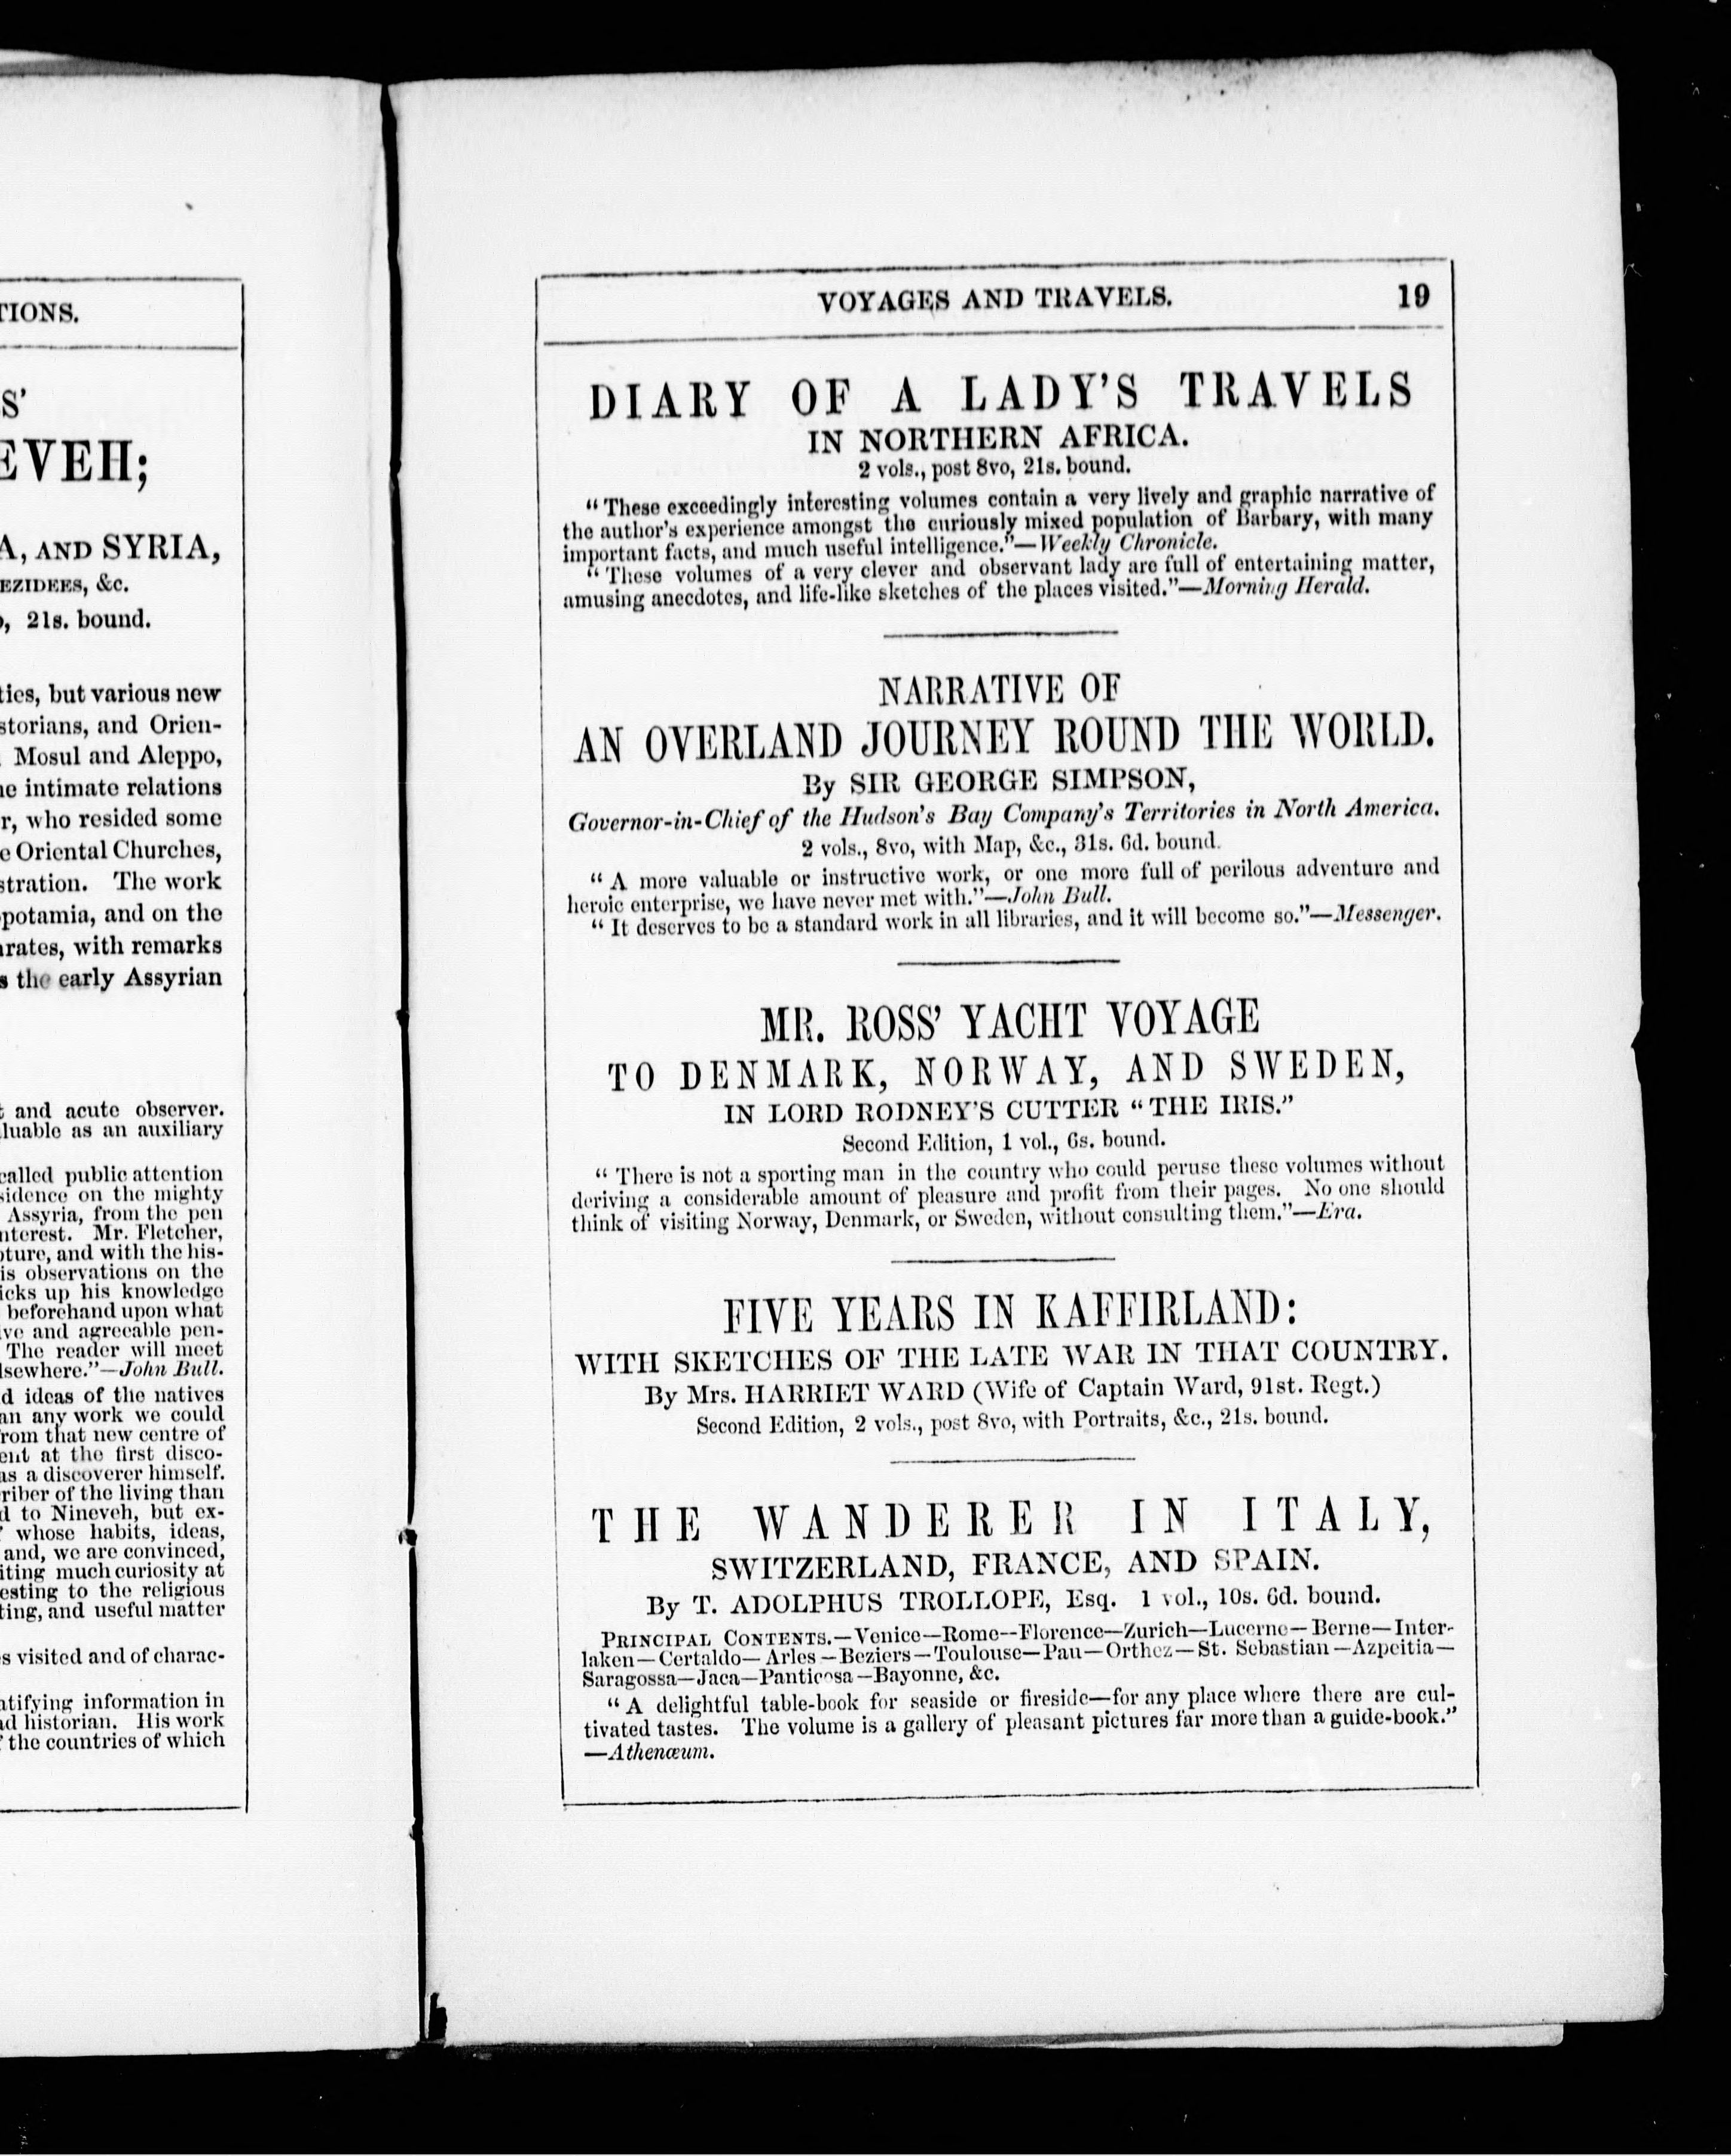 TIONS.
S'
EVEH;
A, AND SYRIA,
EZIDEES, &c.
, 21s. bound.
ties, but various new
storians, and Orien-
Mosul and Aleppo,
e intimate relations
r, who resided some
e Oriental Churches,
stration. The work
potamia, and on the
rates, with remarks
s the early Assyrian
t and acute observer.
luable as an auxiliary
called public attention
sidence on the mighty
Assyria, from the pen
nterest. Mr. Fletcher,
pture, and with the his-
is observations on the
icks up his knowledge
beforehand upon what
ive and agreeable pen-
The reader will meet
lsewhere."—John Bull.
d ideas of the natives
an any work we could
rom that new centre of
ent at the first disco-
as a discoverer himself.
riber of the living than
d to Nineveh, but ex-
whose habits, ideas,
and, we are convinced,
iting much curiosity at
esting to the religious
ting, and useful matter
s visited and of charac-
atifying information in
d historian. His work
the countries of which
VOYAGES AND TRAVELS. 19
DIARY OF A LADY'S TRAVELS
IN NORTHERN AFRICA.
2 vols., post 8vo, 21s. bound.
"These exceedingly interesting volumes contain a very lively and graphic narrative of
the author's experience amongst the curiously mixed population of Barbary, with many
important facts, and much useful intelligence."—Weekly Chronicle.
"These volumes of a very clever and observant lady are full of entertaining matter,
amusing anecdotes, and life-like sketches of the places visited."—Morning Herald.
NARRATIVE OF
AN OVERLAND JOURNEY ROUND THE WORLD.
By SIR GEORGE SIMPSON,
Governor-in-Chief of the Hudson's Bay Company's Territories in North America.
2 vols., 8vo, with Map, &c., 31s. 6d. bound.
"A more valuable or instructive work, or one more full of perilous adventure and
heroic enterprise, we have never met with."—John Bull.
"It deserves to be a standard work in all libraries, and it will become so."—Messenger.
MR. ROSS' YACHT VOYAGE
TO DENMARK, NORWAY, AND SWEDEN,
IN LORD RODNEY'S CUTTER "THE IRIS."
Second Edition, 1 vol., 6s. bound.
"There is not a sporting man in the country who could peruse these volumes without
deriving a considerable amount of pleasure and profit from their pages. No one should
think of visiting Norway, Denmark, or Sweden, without consulting them."—Era.
FIVE YEARS IN KAFFIRLAND:
WITH SKETCHES OF THE LATE WAR IN THAT COUNTRY.
By Mrs. HARRIET WARD (Wife of Captain Ward, 91st. Regt.)
Second Edition, 2 vols., post 8vo, with Portraits, &c., 21s. bound.
THE WANDERER IN ITALY,
SWITZERLAND, FRANCE, AND SPAIN.
By T. ADOLPHUS TROLLOPE, Esq. 1 vol., 10s. 6d. bound.
PRINCIPAL CONTENTS.—Venice—Rome—Florence—Zurich—Lucerne—Berne—Inter-
laken—Certaldo—Arles—Beziers—Toulouse—Pau—Orthez—St. Sebastian—Azpeitia—
Saragossa—Jaca—Panticosa—Bayonne, &c.
"A delightful table-book for seaside or fireside—for any place where there are cul-
tivated tastes. The volume is a gallery of pleasant pictures far more than a guide-book."
—Athenæum.